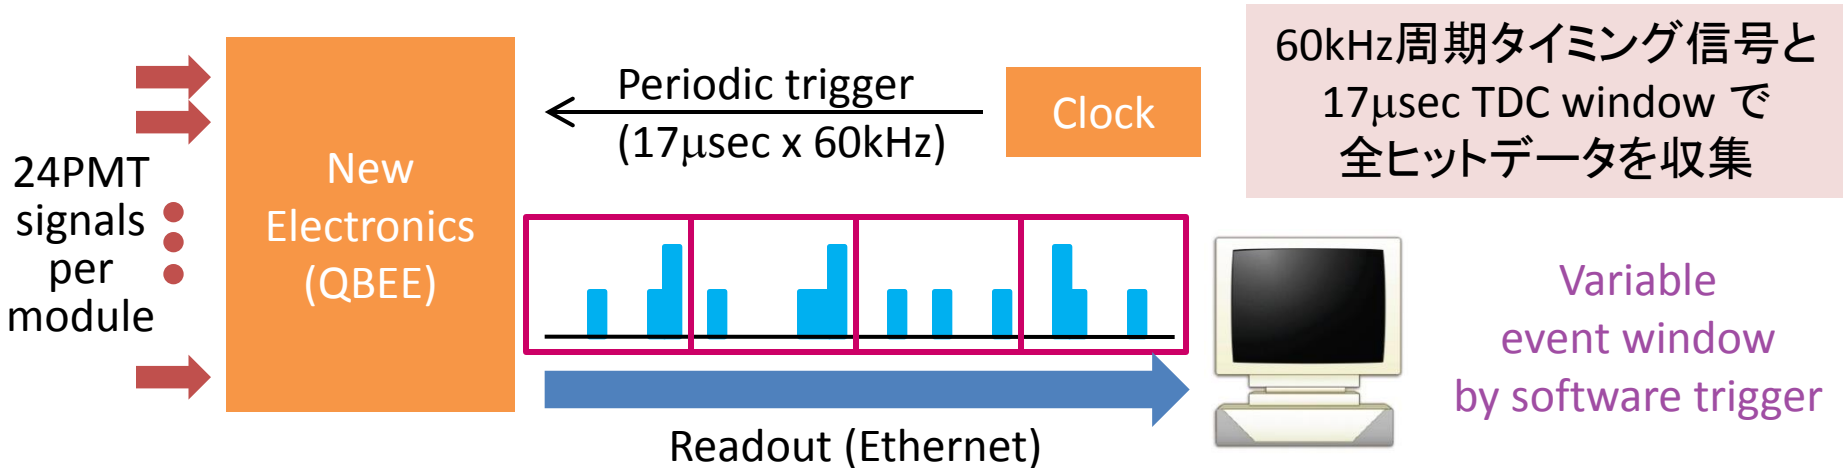 24PMT
signals
per
module
New
Electronics
(QBEE)
Periodic trigger
(17μsec x 60kHz)
Clock
60kHz周期タイミング信号と
17μsec TDC window で
全ヒットデータを収集
Readout (Ethernet)
Variable
event window
by software trigger